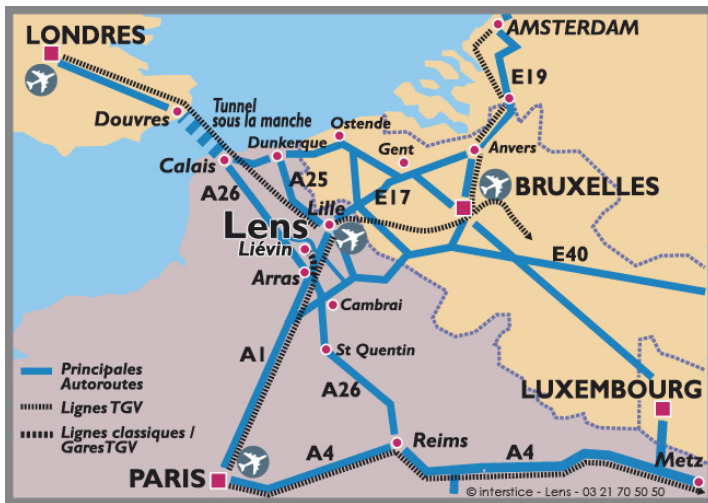 LONDRES
AMSTERDAM
E19
Douvres
Tunnel
sous la manche
Ostende
Dunkerque
Gent
Anvers
Calais
A26
A25
E17
BRUXELLES
Lille
Lens
Liévin
E40
Arras
Cambrai
A1
St Quentin
Principales
Autoroutes
A26
LUXEMBOURG
Lignes TGV
Lignes classiques /
Gares TGV
Reims
A4
A4
Metz
PARIS
© interstice - Lens - 03 21 70 50 50